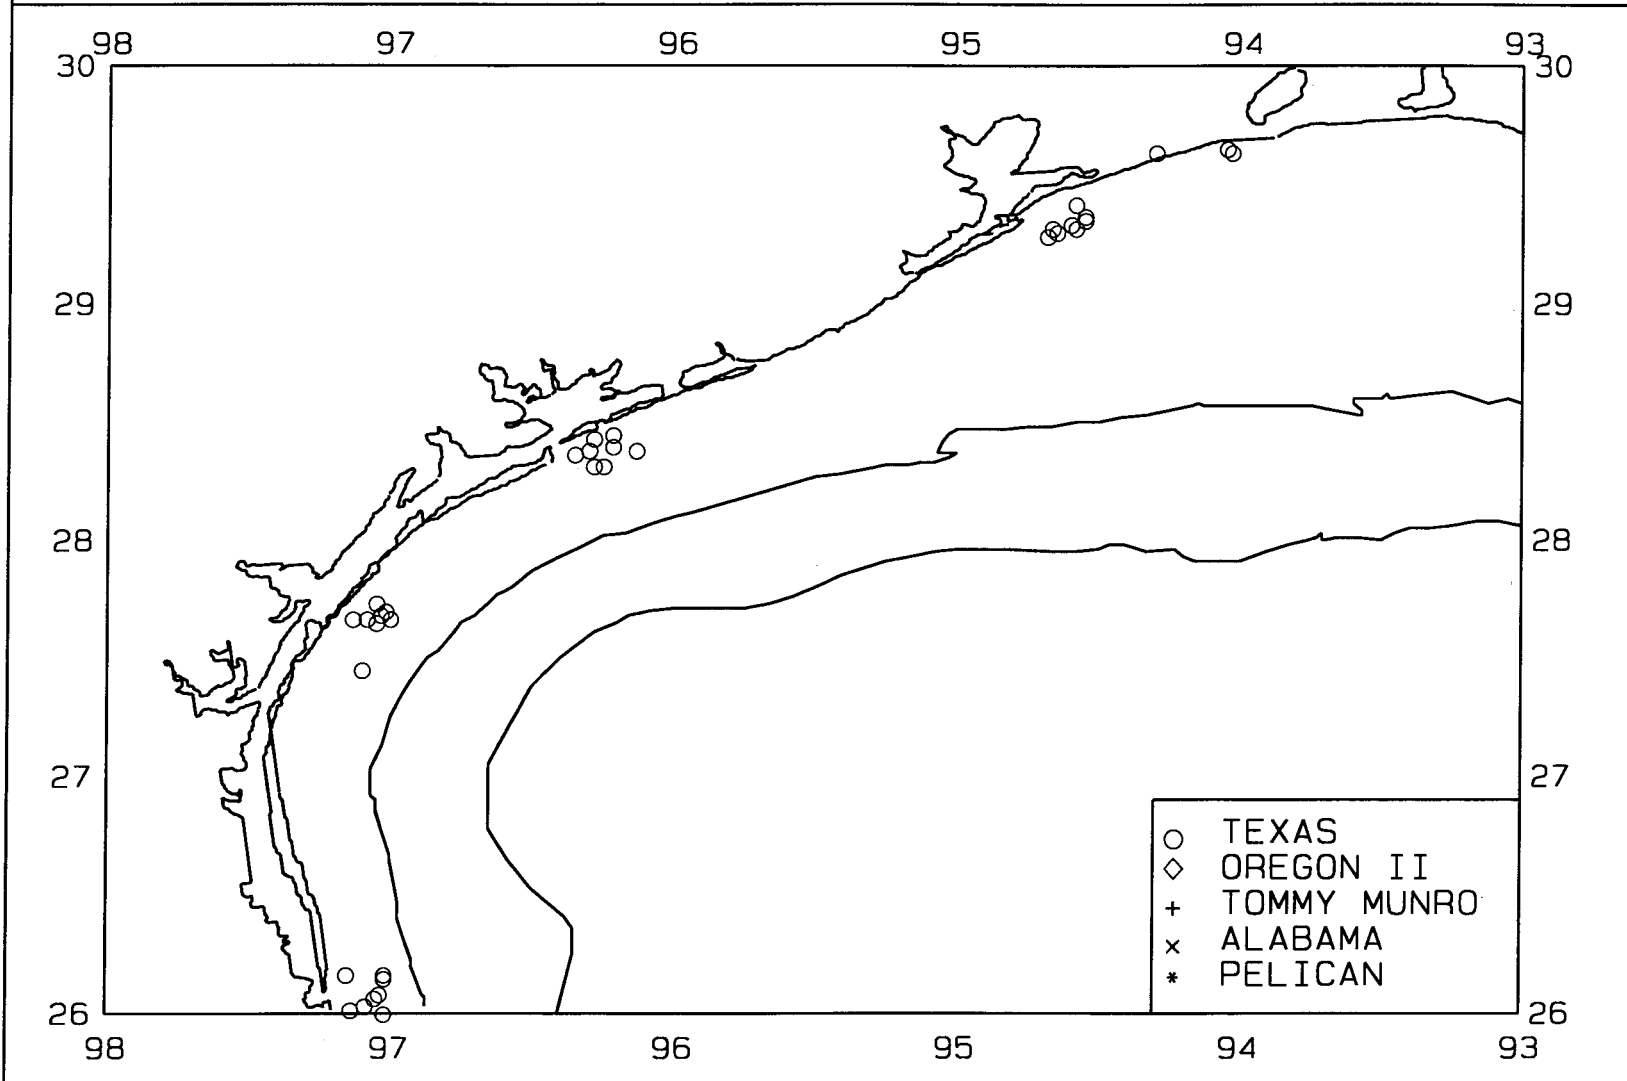 98 97 96 95 94 93
30 30
29 29
28 28
27 27
○ TEXAS
◇ OREGON II
+ TOMMY MUNRO
× ALABAMA
* PELICAN
26 26
98 97 96 95 94 93